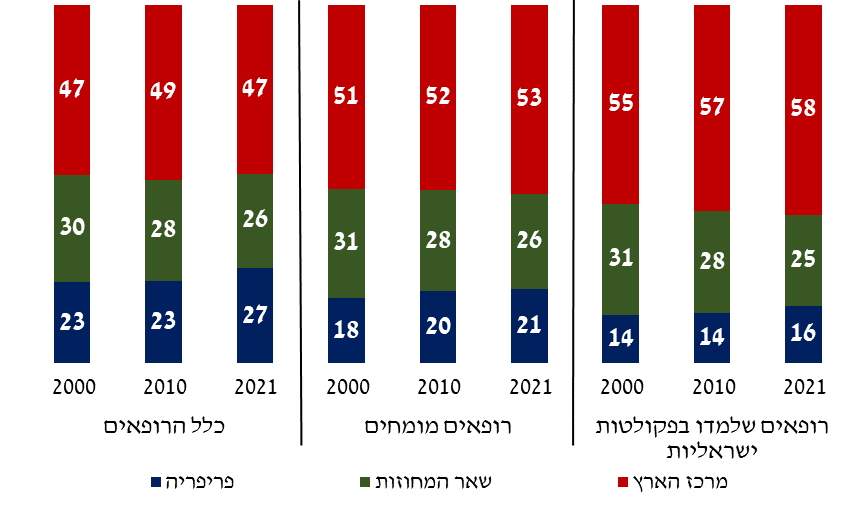 47 49 47 51 52 53 55 57 58
30 28 26 31 28 26 31 28 25
23 23 27 18 20 21 14 14 16
2000 2010 2021 2000 2010 2021 2000 2010 2021
כלל הרופאים
רופאים מומחים
רופאים שלמדו בפקולטות
ישראליות
פריפריה
שאר המחוזות
מרכז הארץ